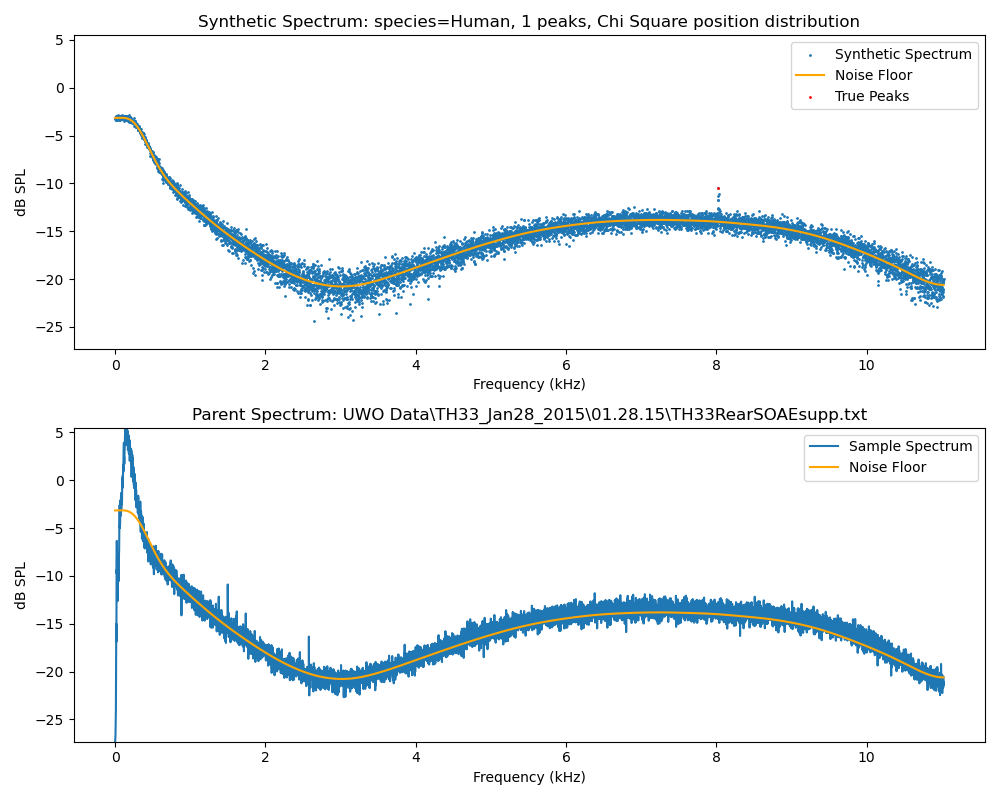 Synthetic Spectrum: species=Human, 1 peaks, Chi Square position distribution
5
0
−5
−10
−15
−20
−25
dB SPL
Synthetic Spectrum
Noise Floor
True Peaks
0 2 4 6 8 10
Frequency (kHz)
Parent Spectrum: UWO Data\TH33_Jan28_2015\01.28.15\TH33RearSOAEsupp.txt
5
0
−5
−10
−15
−20
−25
dB SPL
Sample Spectrum
Noise Floor
0 2 4 6 8 10
Frequency (kHz)